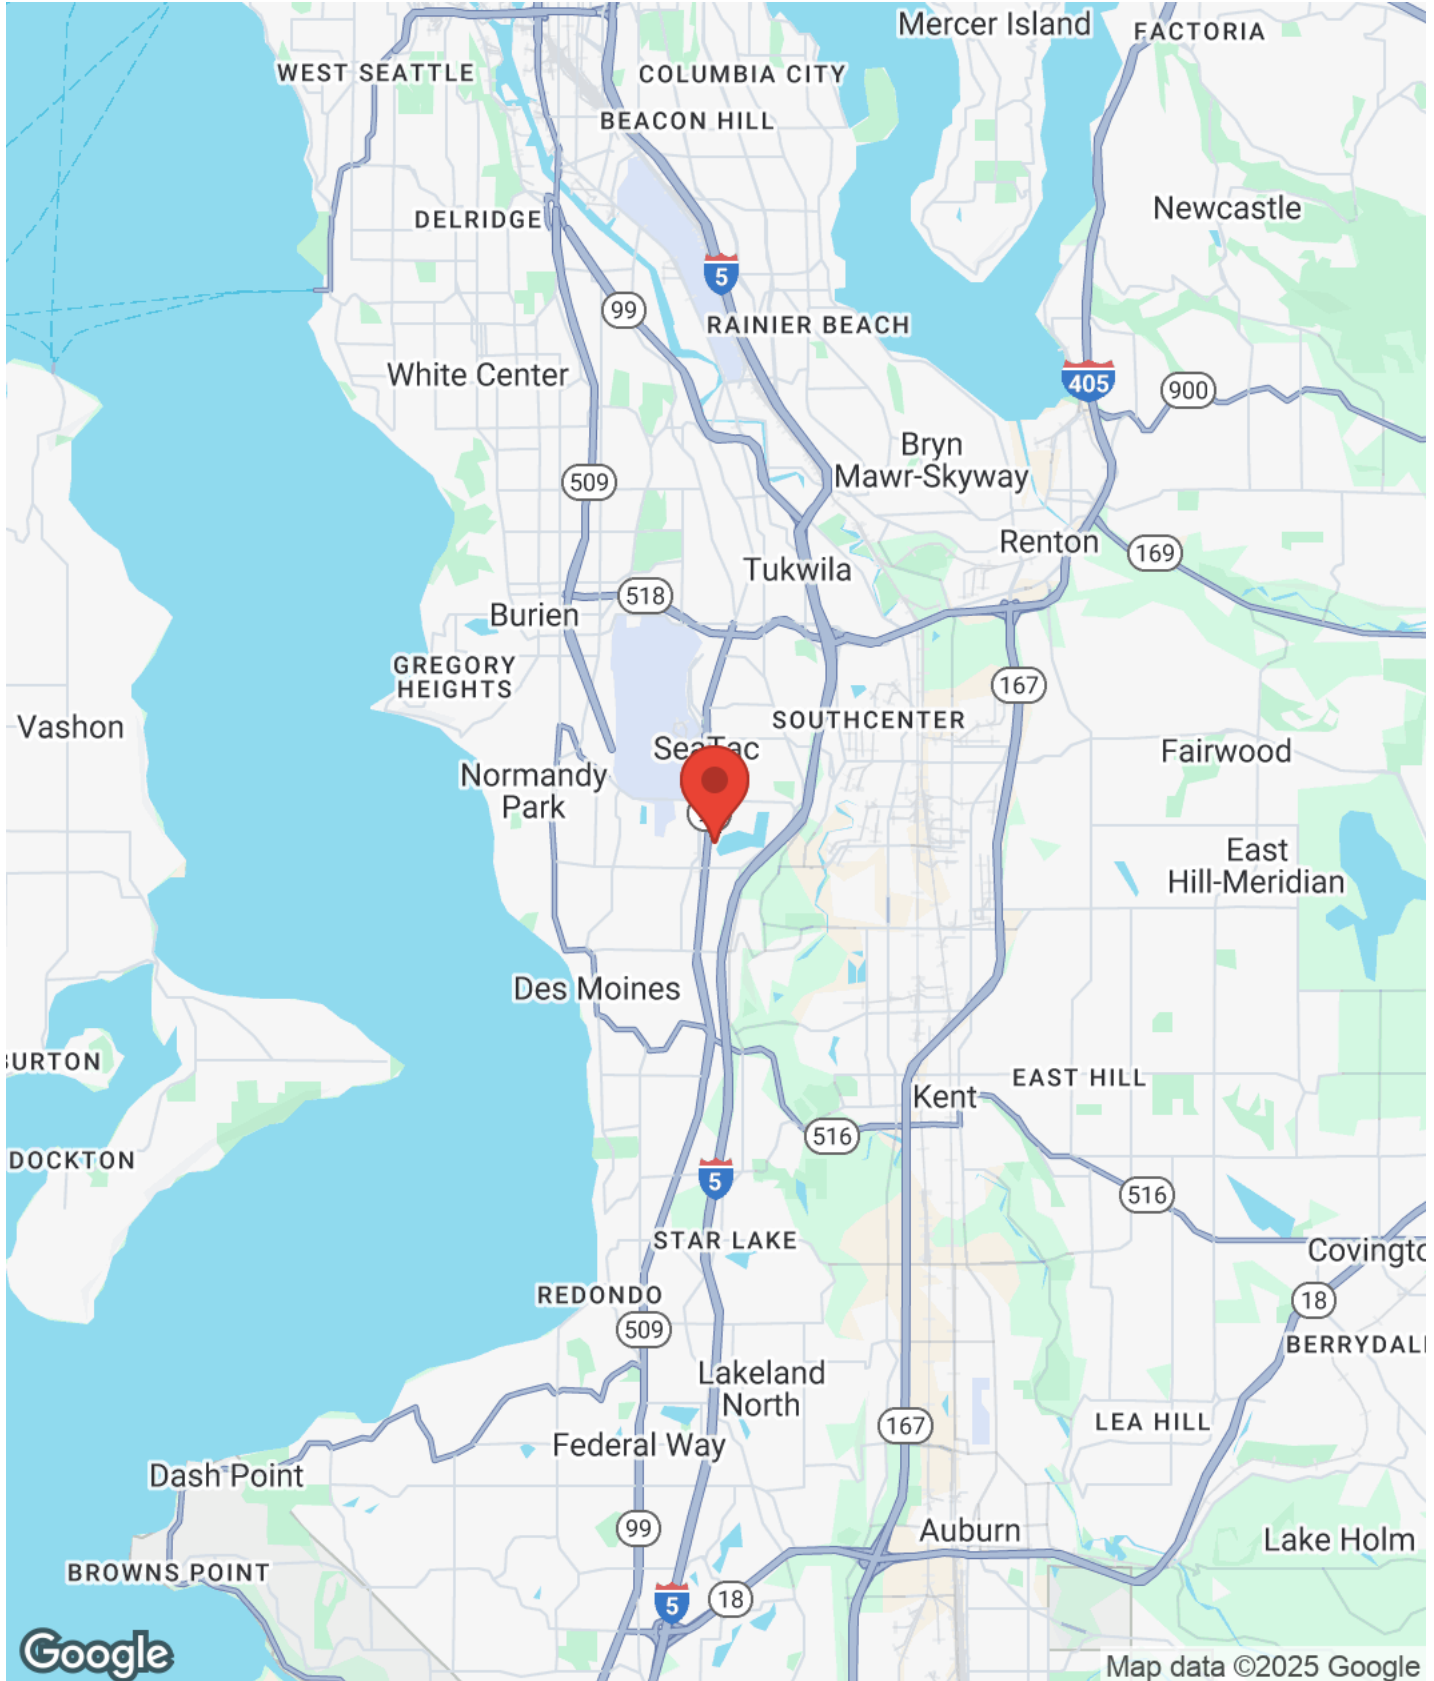 Mercer Island
FACTORIA
WEST SEATTLE
COLUMBIA CITY
BEACON HILL
Newcastle
DELRIDGE
5
99
RAINIER BEACH
White Center
405
900
Bryn
Mawr-Skyway
509
Renton
169
Tukwila
518
Burien
GREGORY
HEIGHTS
167
Vashon
SOUTHCENTER
SeaTac
Fairwood
Normandy
Park
East
Hill-Meridian
Des Moines
BURTON
EAST HILL
Kent
516
DOCKTON
5
516
STAR LAKE
Covingto
REDONDO
18
509
BERRYDAL
Lakeland
North
LEA HILL
167
Federal Way
Dash Point
99
Auburn
Lake Holm
BROWNS POINT
5
18
Google
Map data ©2025 Google